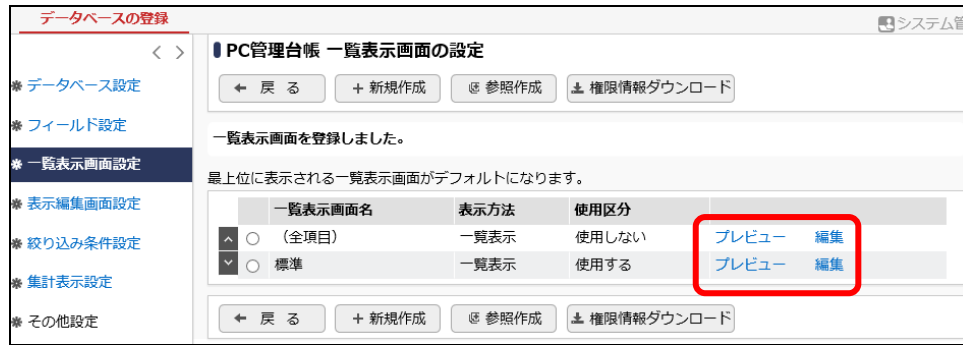 データベースの登録
システム管
PC管理台帳 一覧表示画面の設定
データベース設定
戻 る 新規作成 参照作成 権限情報ダウンロード
フィールド設定
一覧表示画面を登録しました。
一覧表示画面設定
最上位に表示される一覧表示画面がデフォルトになります。
表示編集画面設定
一覧表示画面名 表示方法 使用区分
絞り込み条件設定
（全項目） 一覧表示 使用しない プレビュー 編集
標準 一覧表示 使用する プレビュー 編集
集計表示設定
その他設定
戻 る 新規作成 参照作成 権限情報ダウンロード